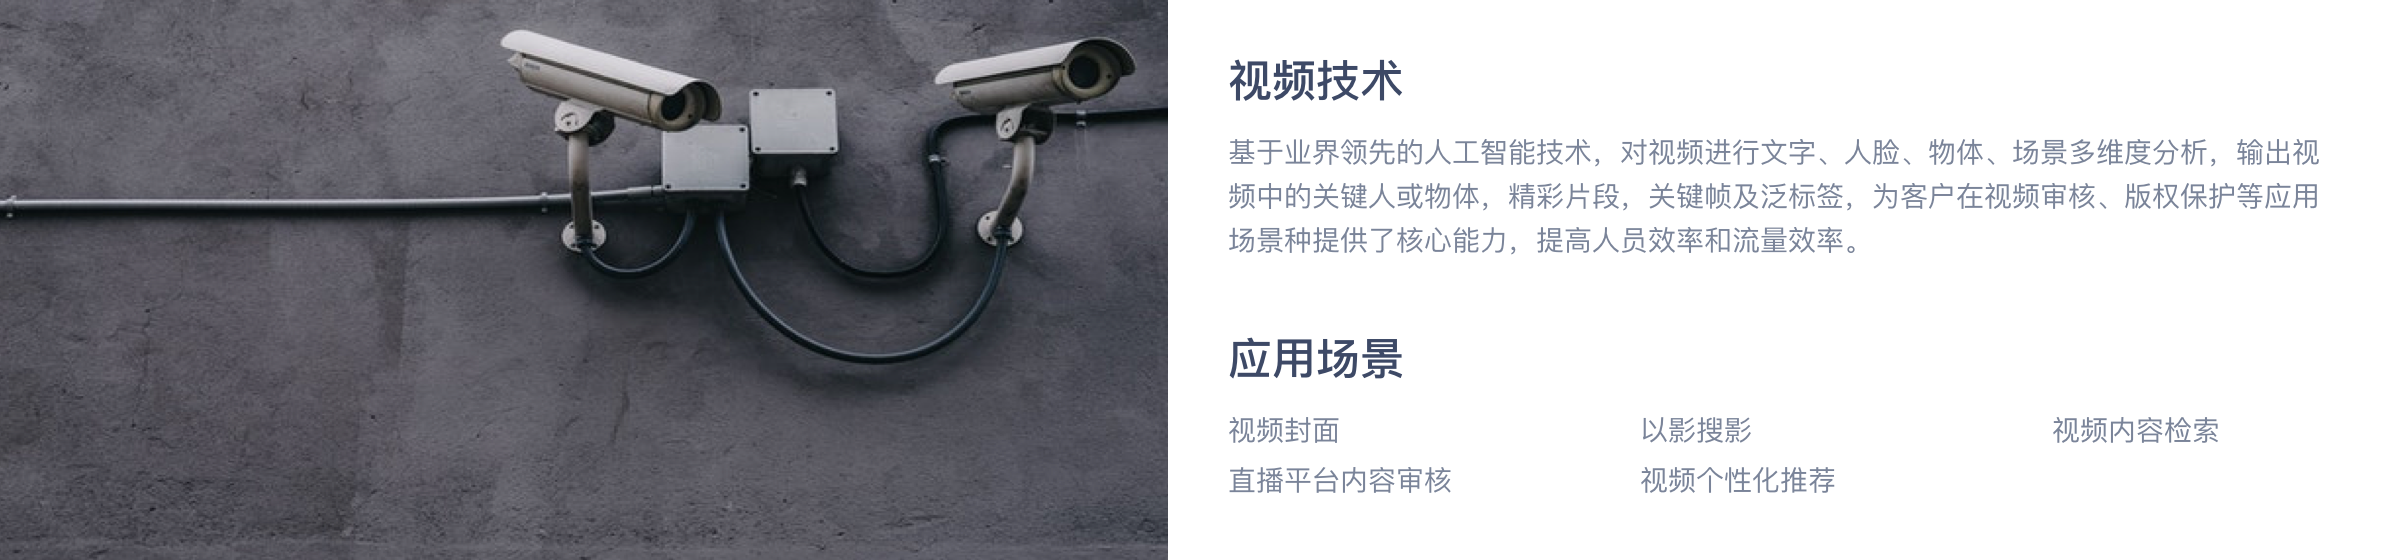 视频技术
基于业界领先的人工智能技术，对视频进行文字、人脸、物体、场景多维度分析，输出视
频中的关键人或物体，精彩片段，关键帧及泛标签，为客户在视频审核、版权保护等应用
场景种提供了核心能力，提高人员效率和流量效率。
应用场景
视频封面 以影搜影 视频内容检索
直播平台内容审核 视频个性化推荐